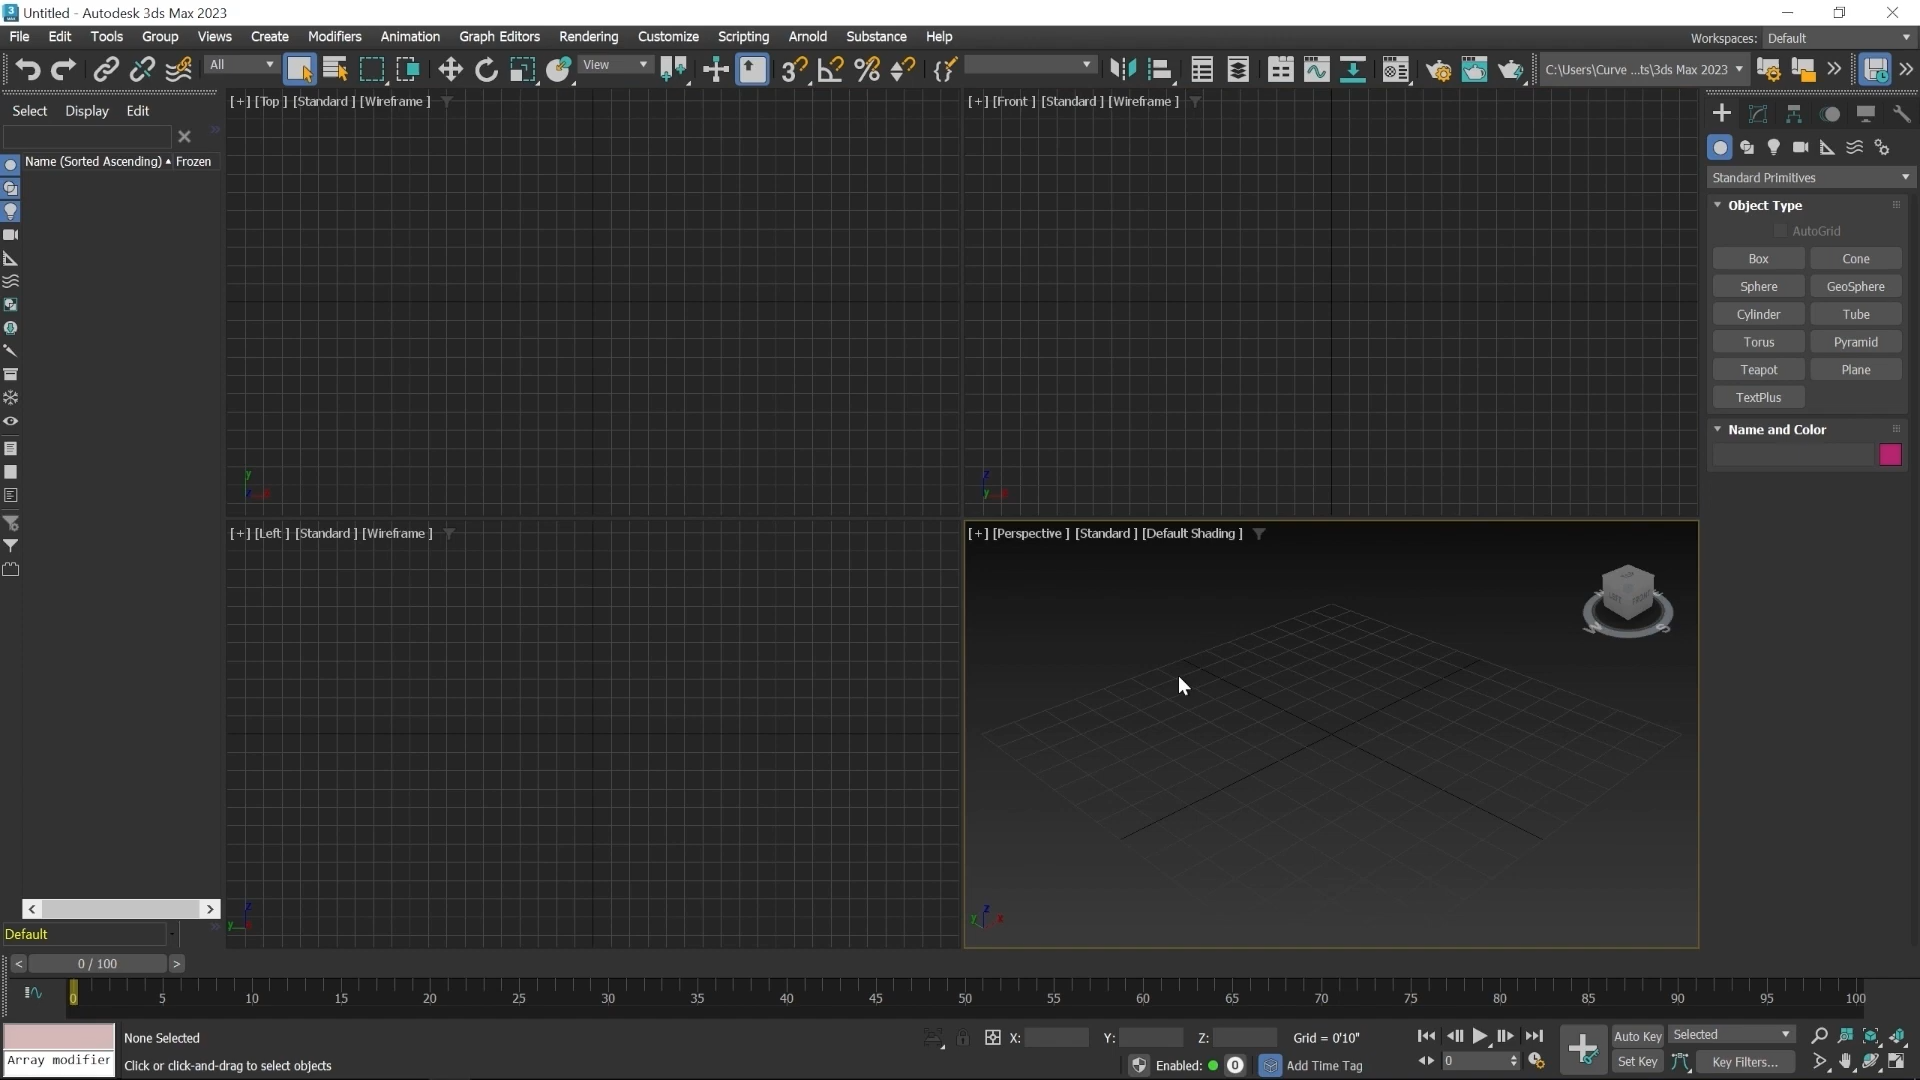 Untitled - Autodesk 3ds Max 2023
File Edit Tools Group Views Create Modifiers Animation Graph Editors Rendering Customize Scripting Arnold Substance Help
Workspaces: Default
All
View
C:\Users\Curve ...ts\3ds Max 2023
Select Display Edit
Name (Sorted Ascending) Frozen
[+] [Top ] [Standard ] [Wireframe ]
[+] [Front ] [Standard ] [Wireframe ]
[+] [Left ] [Standard ] [Wireframe ]
[+] [Perspective ] [Standard ] [Default Shading ]
Standard Primitives
Object Type
AutoGrid
Box Cone
Sphere GeoSphere
Cylinder Tube
Torus Pyramid
Teapot Plane
TextPlus
Name and Color
y
z
z
y
z
y
z
y x
W S
Default
0 / 100
0 5 10 15 20 25 30 35 40 45 50 55 60 65 70 75 80 85 90 95 100
Array modifier
None Selected
Click or click-and-drag to select objects
X: Y: Z: Grid = 0'10"
Enabled: 0 Add Time Tag
0
Auto Key Selected
Set Key Key Filters...